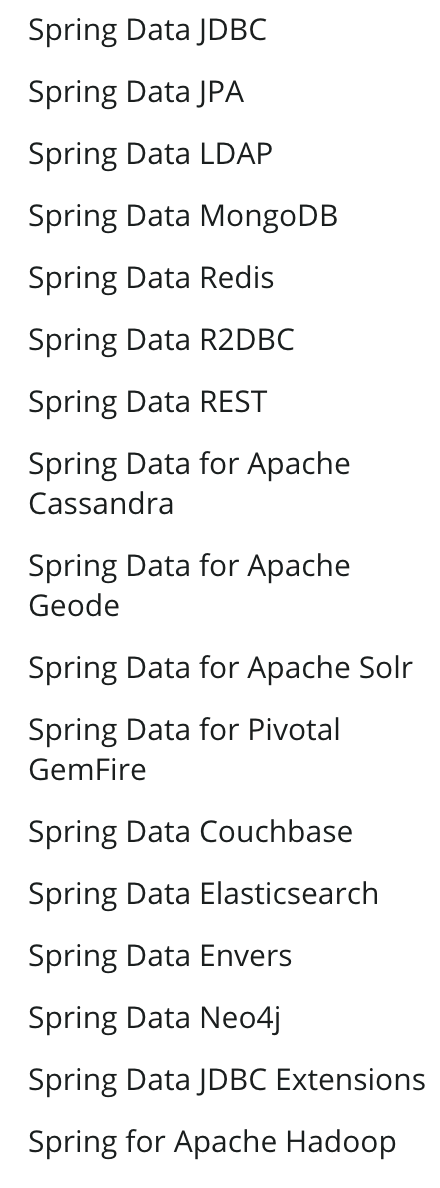 Spring Data JDBC
Spring Data JPA
Spring Data LDAP
Spring Data MongoDB
Spring Data Redis
Spring Data R2DBC
Spring Data REST
Spring Data for Apache
Cassandra
Spring Data for Apache
Geode
Spring Data for Apache Solr
Spring Data for Pivotal
GemFire
Spring Data Couchbase
Spring Data Elasticsearch
Spring Data Envers
Spring Data Neo4j
Spring Data JDBC Extensions
Spring for Apache Hadoop